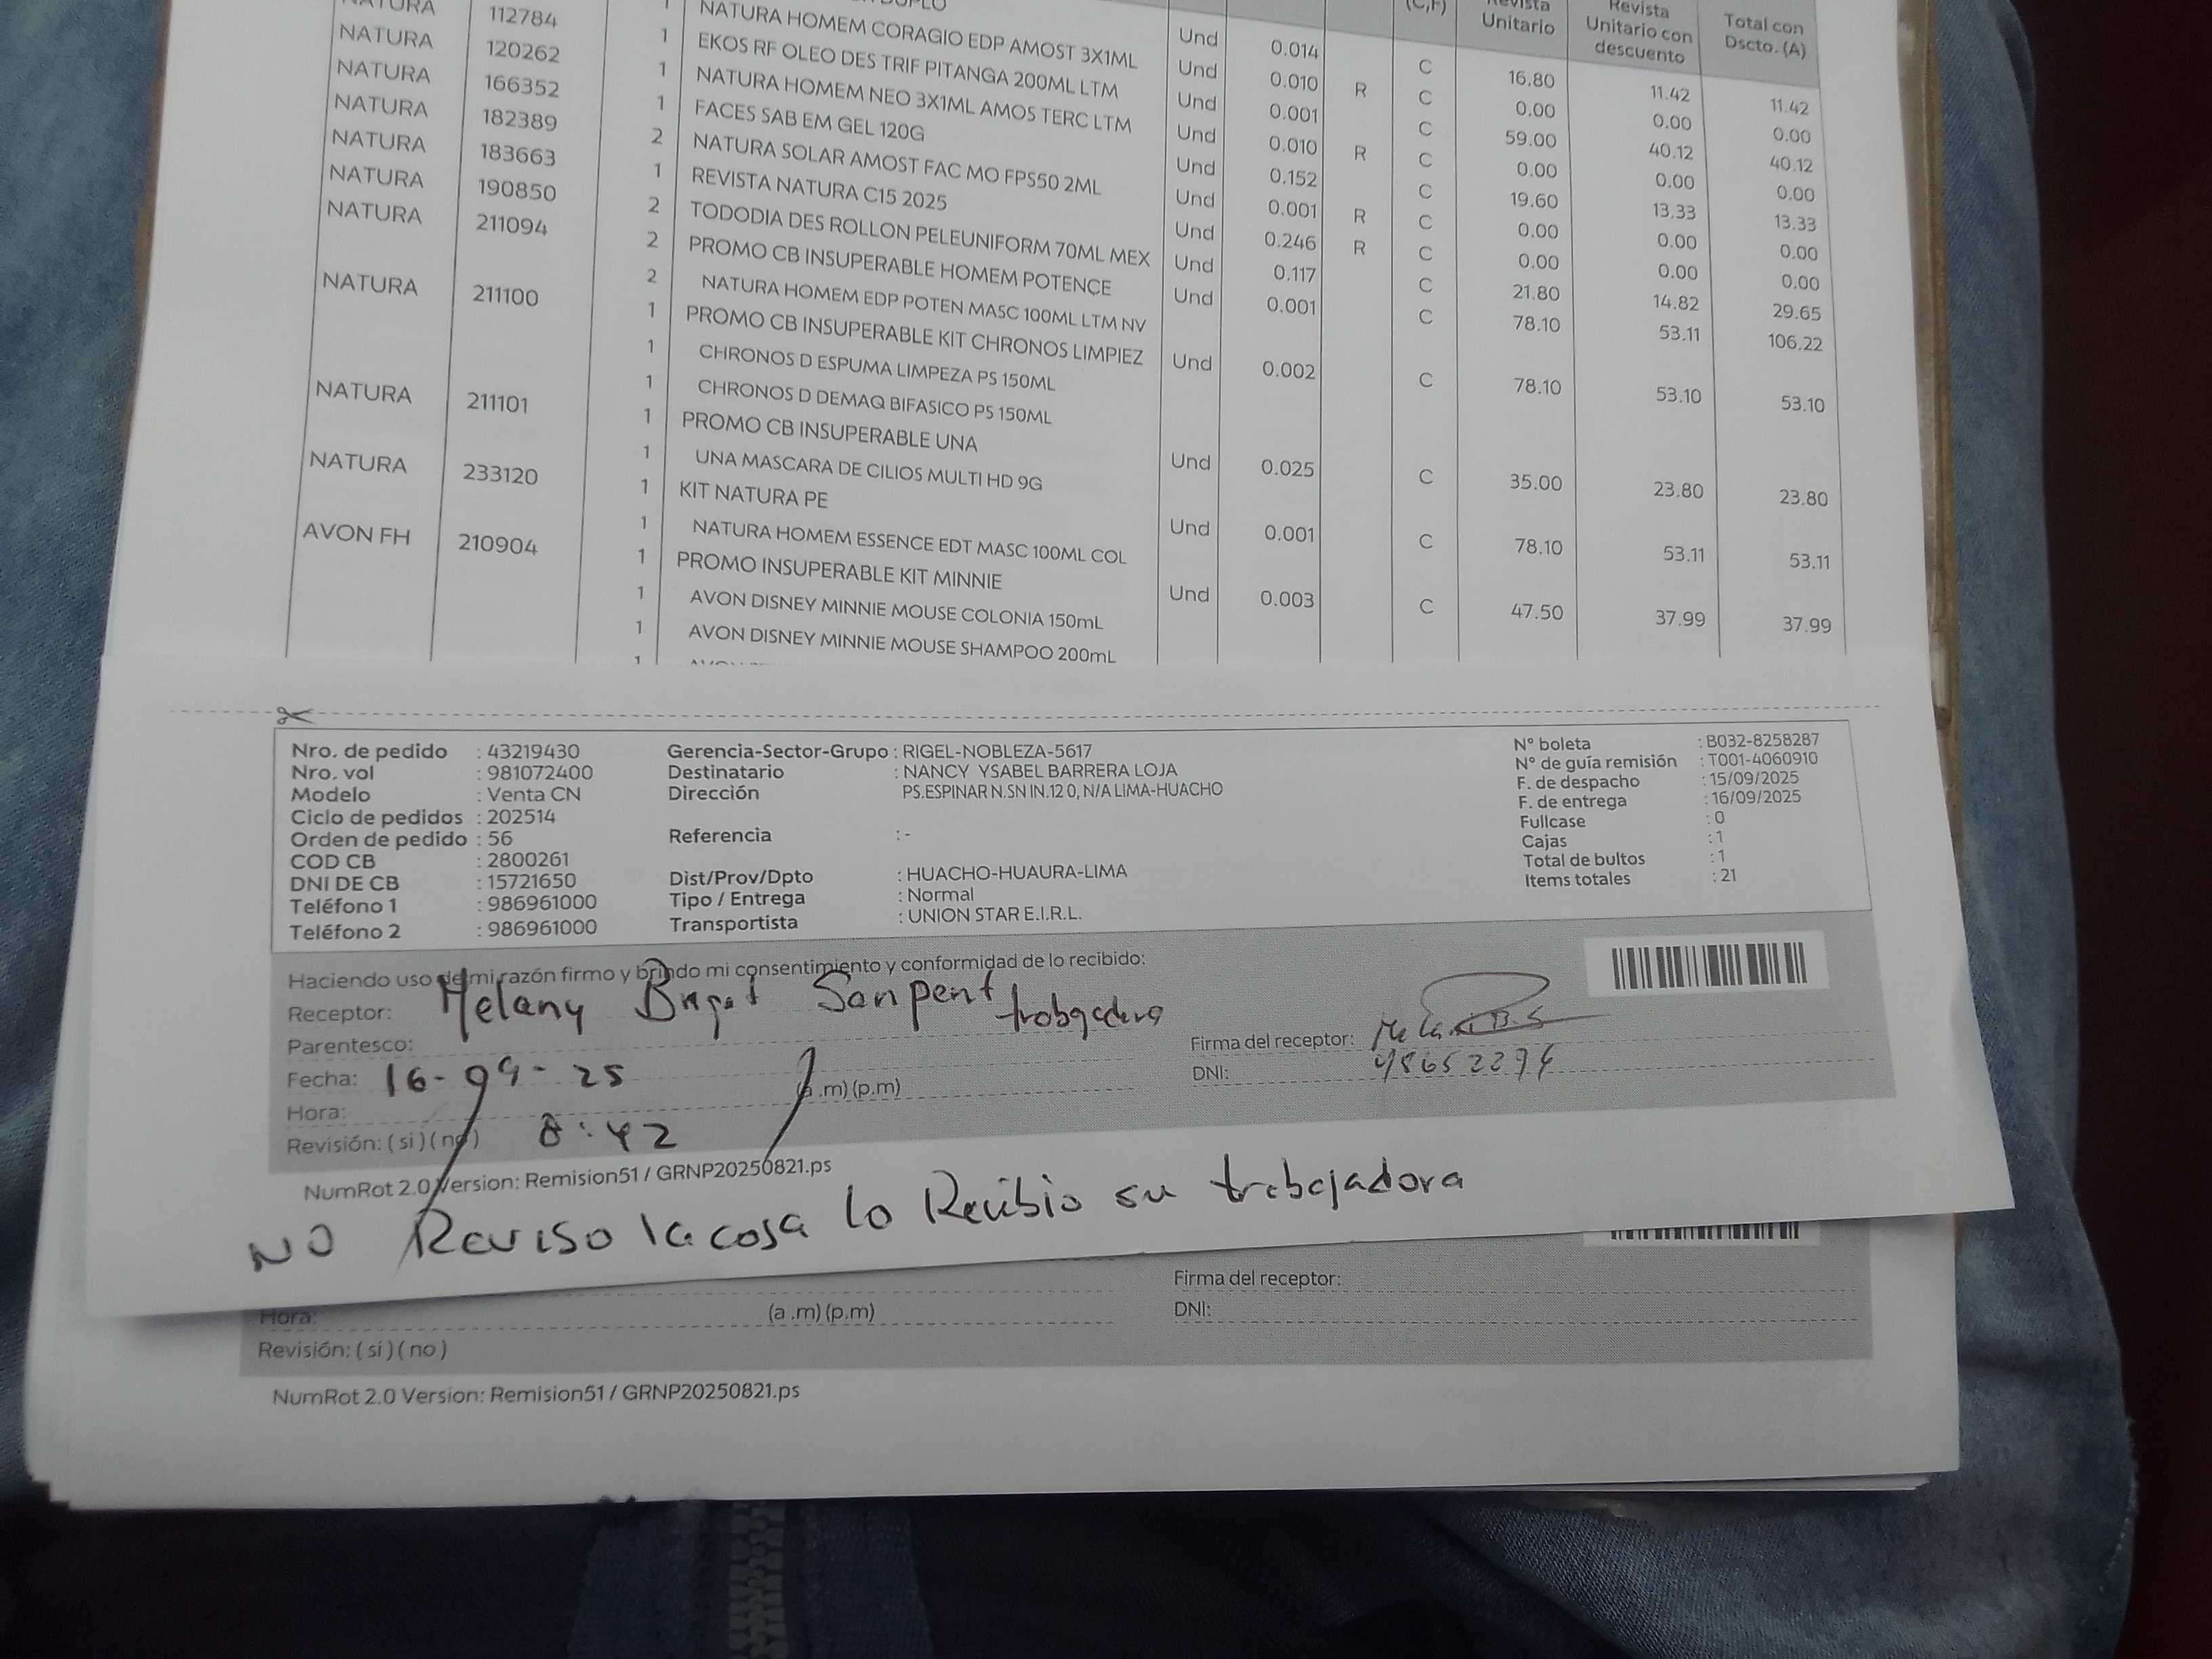 (C,F) Revista Unitario Revista Unitario con descuento Total con Dscto. (A)
NATURA 112784 1 NATURA HOMEM CORAGIO EDP AMOST 3X1ML Und 0.014 C 16.80 11.42 11.42
NATURA 120262 1 EKOS RF OLEO DES TRIF PITANGA 200ML LTM Und 0.010 R C 0.00 0.00 0.00
NATURA 166352 1 NATURA HOMEM NEO 3X1ML AMOS TERC LTM Und 0.001 C 59.00 40.12 40.12
NATURA 182389 1 FACES SAB EM GEL 120G Und 0.010 R C 0.00 0.00 0.00
NATURA 183663 2 NATURA SOLAR AMOST FAC MO FPS50 2ML Und 0.152 C 19.60 13.33 13.33
NATURA 190850 1 REVISTA NATURA C15 2025 Und 0.001 R C 0.00 0.00 0.00
NATURA 211094 2 TODODIA DES ROLLON PELEUNIFORM 70ML MEX Und 0.246 R C 0.00 0.00 0.00
2 PROMO CB INSUPERABLE HOMEM POTENCE Und 0.117 C 21.80 14.82 29.65
2 NATURA HOMEM EDP POTEN MASC 100ML LTM NV Und 0.001 C 78.10 53.11 106.22
NATURA 211100 1 PROMO CB INSUPERABLE KIT CHRONOS LIMPIEZ Und 0.002 C 78.10 53.10 53.10
1 CHRONOS D ESPUMA LIMPEZA PS 150ML
1 CHRONOS D DEMAQ BIFASICO PS 150ML
NATURA 211101 1 PROMO CB INSUPERABLE UNA Und 0.025 C 35.00 23.80 23.80
1 UNA MASCARA DE CILIOS MULTI HD 9G
NATURA 233120 1 KIT NATURA PE Und 0.001 C 78.10 53.11 53.11
1 NATURA HOMEM ESSENCE EDT MASC 100ML COL
AVON FH 210904 1 PROMO INSUPERABLE KIT MINNIE Und 0.003 C 47.50 37.99 37.99
1 AVON DISNEY MINNIE MOUSE COLONIA 150mL
1 AVON DISNEY MINNIE MOUSE SHAMPOO 200mL
1
Nro. de pedido : 43219430 Gerencia-Sector-Grupo : RIGEL-NOBLEZA-5617 N° boleta : B032-8258287
Nro. vol : 981072400 Destinatario : NANCY YSABEL BARRERA LOJA N° de guía remisión : T001-4060910
Modelo : Venta CN Dirección PS.ESPINAR N.SN IN.12 0, N/A LIMA-HUACHO F. de despacho : 15/09/2025
Ciclo de pedidos : 202514 F. de entrega : 16/09/2025
Orden de pedido : 56 Referencia : - Fullcase : 0
COD CB : 2800261 Cajas : 1
DNI DE CB : 15721650 Dist/Prov/Dpto : HUACHO-HUAURA-LIMA Total de bultos : 1
Teléfono 1 : 986961000 Tipo / Entrega : Normal Items totales : 21
Teléfono 2 : 986961000 Transportista : UNION STAR E.I.R.L.
Haciendo uso de mi razón firmo y brindo mi consentimiento y conformidad de lo recibido:
Receptor: Melany
Parentesco: trabajadora Firma del receptor:
Fecha: 16-09-25 (a .m) (p.m) DNI: 48652294
Hora: 8:42
Revisión: ( si ) ( no )
NumRot 2.0 Version: Remision51 / GRNP20250821.ps
NO Reviso la cosa lo Recibio su trabajadora
Firma del receptor:
Hora: (a .m) (p.m) DNI:
Revisión: ( si ) ( no )
NumRot 2.0 Version: Remision51 / GRNP20250821.ps